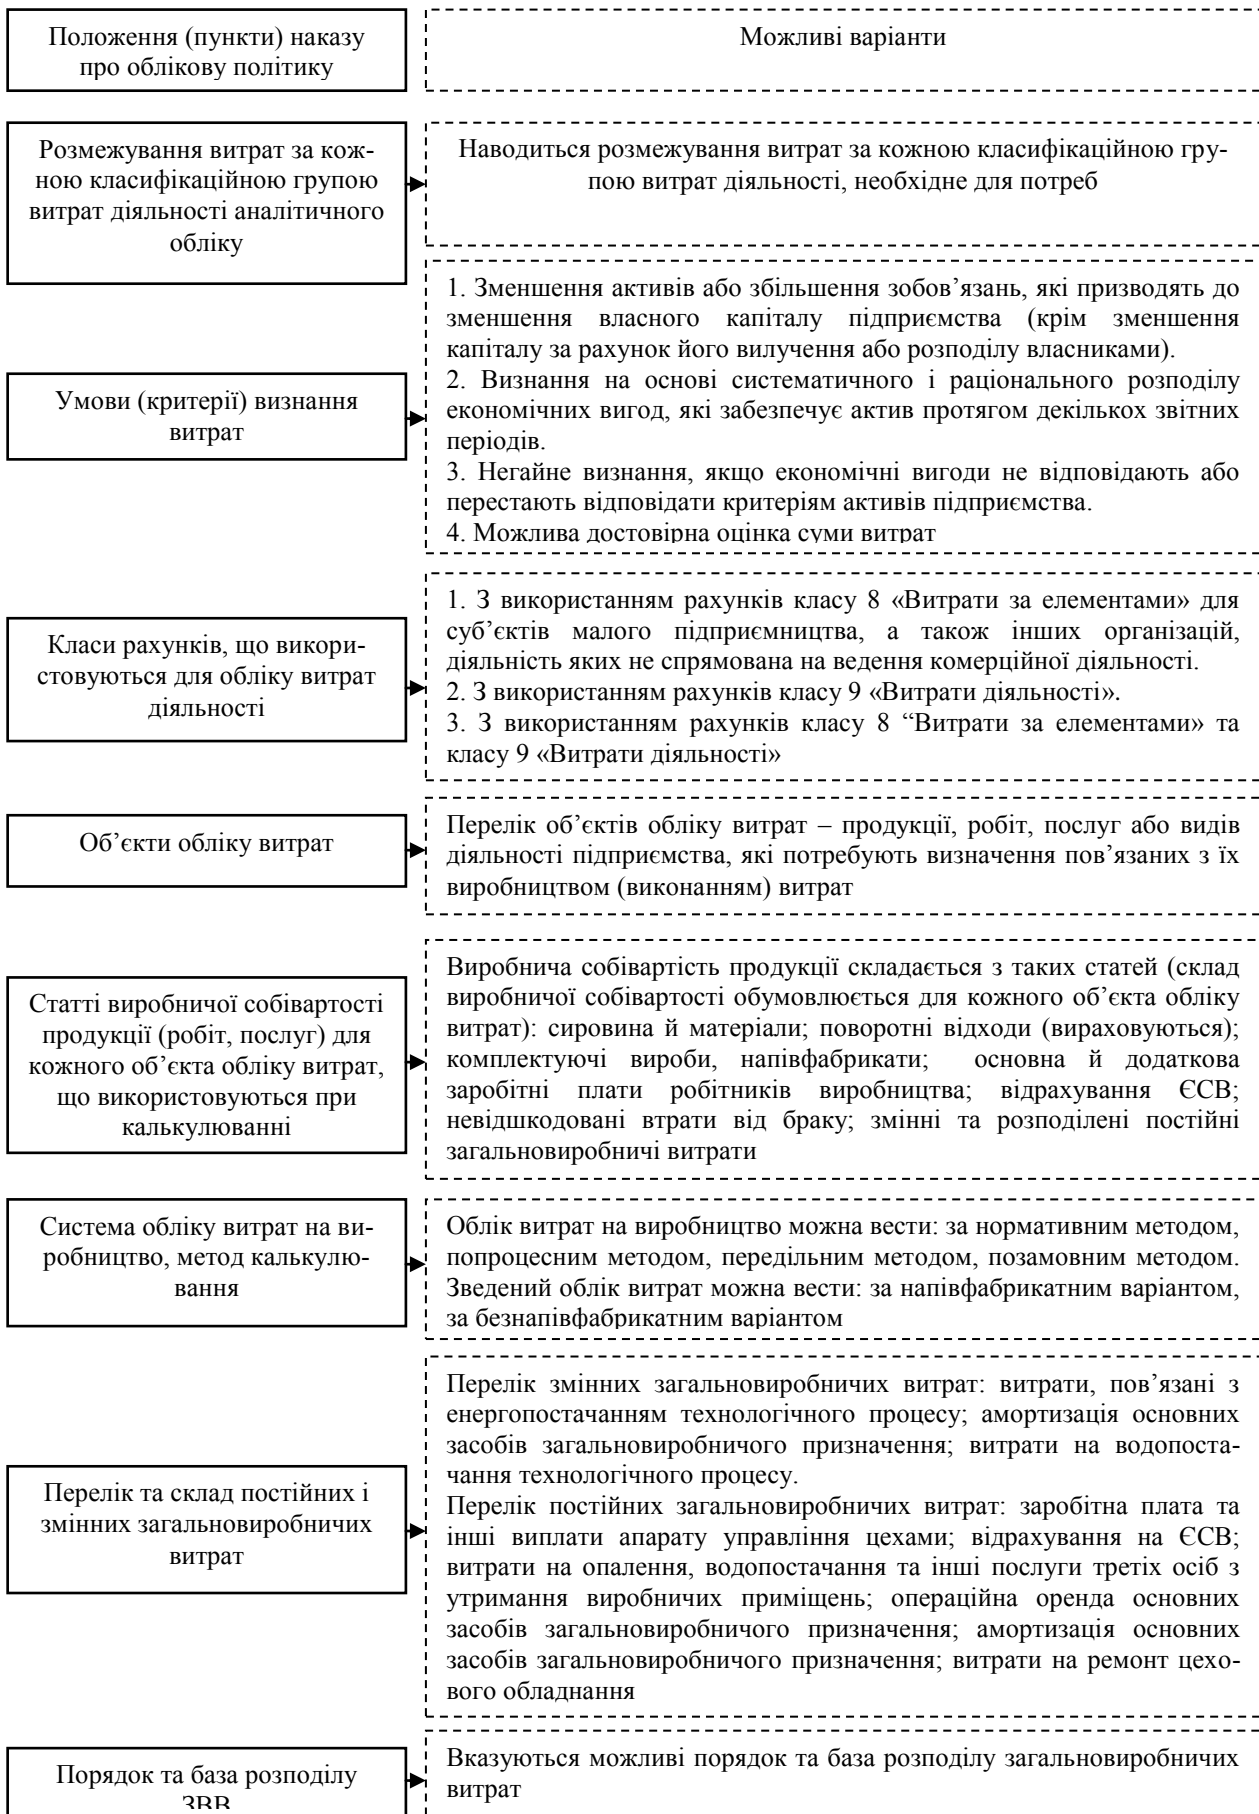 Положення (пункти) наказу
про облікову політику
Можливі варіанти
Розмежування витрат за кож-
ною класифікаційною групою
витрат діяльності аналітичного
обліку
Наводиться розмежування витрат за кожною класифікаційною гру-
пою витрат діяльності, необхідне для потреб
Умови (критерії) визнання
витрат
1. Зменшення активів або збільшення зобов’язань, які призводять до
зменшення власного капіталу підприємства (крім зменшення
капіталу за рахунок його вилучення або розподілу власниками).
2. Визнання на основі систематичного і раціонального розподілу
економічних вигод, які забезпечує актив протягом декількох звітних
періодів.
3. Негайне визнання, якщо економічні вигоди не відповідають або
перестають відповідати критеріям активів підприємства.
4. Можлива достовірна оцінка суми витрат
Класи рахунків, що викори-
стовуються для обліку витрат
діяльності
1. З використанням рахунків класу 8 «Витрати за елементами» для
суб’єктів малого підприємництва, а також інших організацій,
діяльність яких не спрямована на ведення комерційної діяльності.
2. З використанням рахунків класу 9 «Витрати діяльності».
3. З використанням рахунків класу 8 “Витрати за елементами» та
класу 9 «Витрати діяльності»
Об’єкти обліку витрат
Перелік об’єктів обліку витрат – продукції, робіт, послуг або видів
діяльності підприємства, які потребують визначення пов’язаних з їх
виробництвом (виконанням) витрат
Статті виробничої собівартості
продукції (робіт, послуг) для
кожного об’єкта обліку витрат,
що використовуються при
калькулюванні
Виробнича собівартість продукції складається з таких статей (склад
виробничої собівартості обумовлюється для кожного об’єкта обліку
витрат): сировина й матеріали; поворотні відходи (вираховуються);
комплектуючі вироби, напівфабрикати; основна й додаткова
заробітні плати робітників виробництва; відрахування ЄСВ;
невідшкодовані втрати від браку; змінні та розподілені постійні
загальновиробничі витрати
Система обліку витрат на ви-
робництво, метод калькулю-
вання
Облік витрат на виробництво можна вести: за нормативним методом,
попроцесним методом, передільним методом, позамовним методом.
Зведений облік витрат можна вести: за напівфабрикатним варіантом,
за безнапівфабрикатним варіантом
Перелік та склад постійних і
змінних загальновиробничих
витрат
Перелік змінних загальновиробничих витрат: витрати, пов’язані з
енергопостачанням технологічного процесу; амортизація основних
засобів загальновиробничого призначення; витрати на водопоста-
чання технологічного процесу.
Перелік постійних загальновиробничих витрат: заробітна плата та
інші виплати апарату управління цехами; відрахування на ЄСВ;
витрати на опалення, водопостачання та інші послуги третіх осіб з
утримання виробничих приміщень; операційна оренда основних
засобів загальновиробничого призначення; амортизація основних
засобів загальновиробничого призначення; витрати на ремонт цехо-
вого обладнання
Порядок та база розподілу
ЗВВ
Вказуються можливі порядок та база розподілу загальновиробничих
витрат